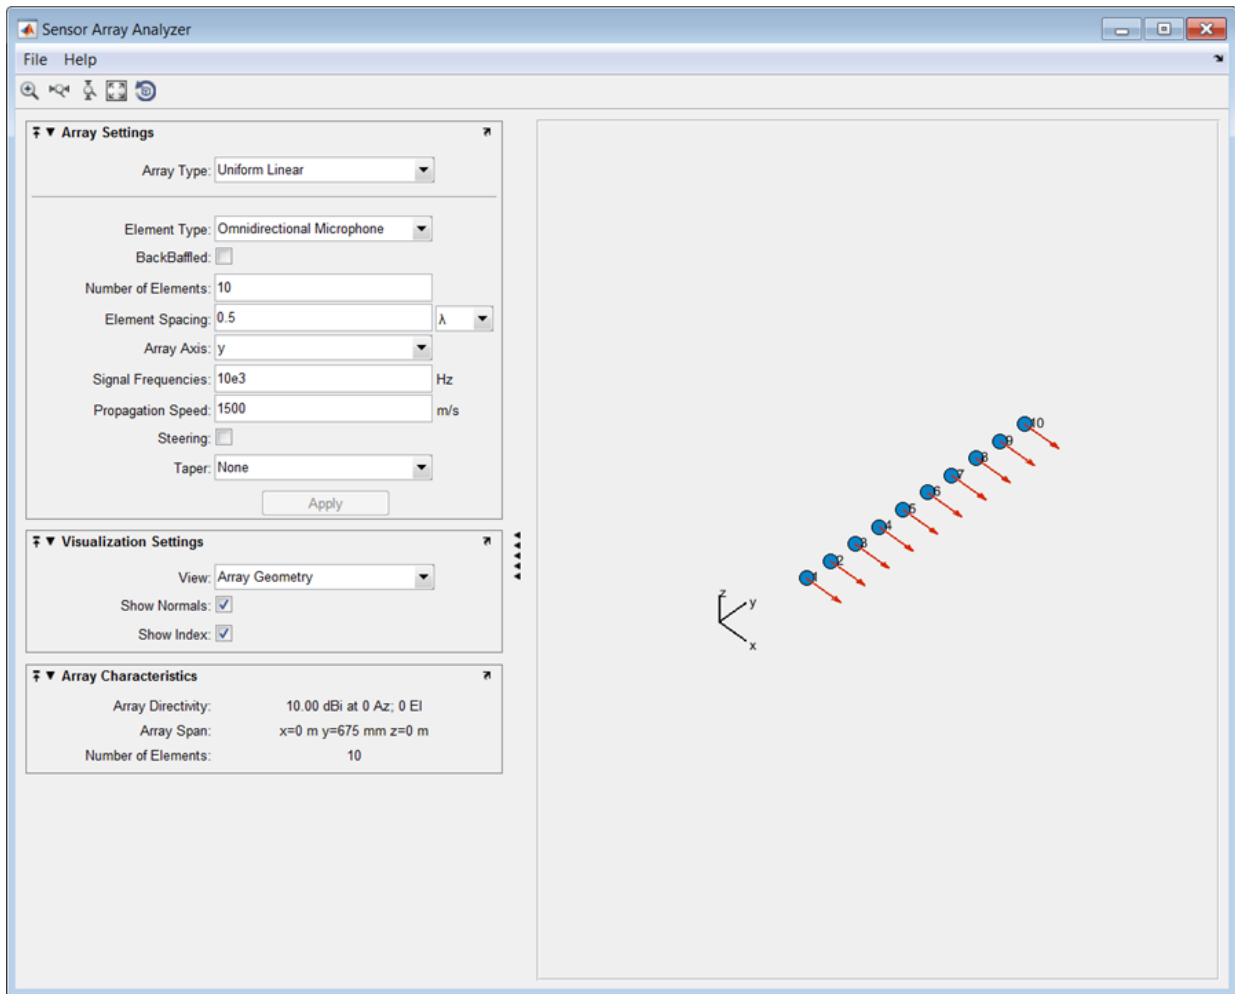 Sensor Array Analyzer
File Help
Array Settings
Array Type: Uniform Linear
Element Type: Omnidirectional Microphone
BackBaffled:
Number of Elements: 10
Element Spacing: 0.5 λ
Array Axis: y
Signal Frequencies: 10e3 Hz
Propagation Speed: 1500 m/s
Steering:
Taper: None
Apply
Visualization Settings
View: Array Geometry
Show Normals:
Show Index:
Array Characteristics
Array Directivity: 10.00 dBi at 0 Az; 0 El
Array Span: x=0 m y=675 mm z=0 m
Number of Elements: 10
10
9
8
7
6
5
4
3
2
1
z
y
x